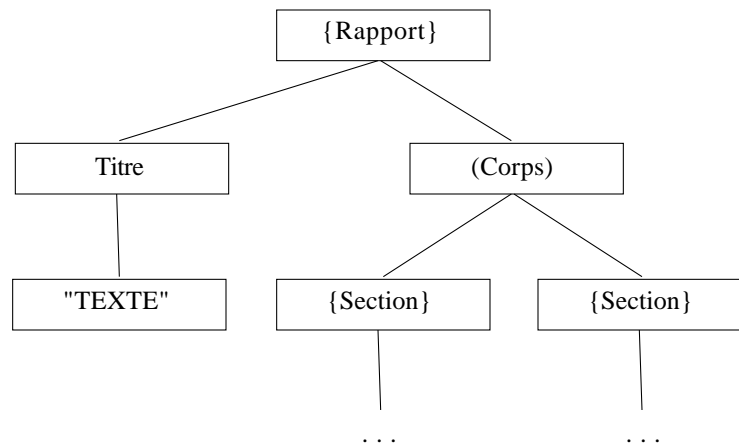 {Rapport}
Titre
(Corps)
"TEXTE"
{Section}
{Section}
. . .
. . .